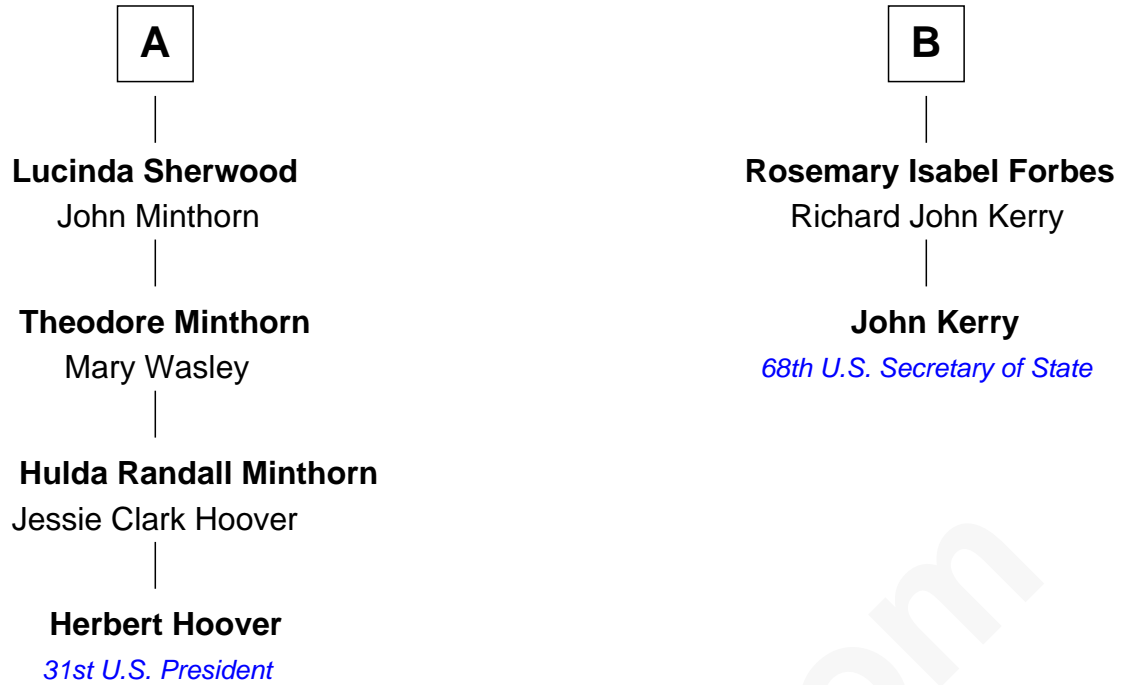 A
Lucinda Sherwood
John Minthorn
Theodore Minthorn
Mary Wasley
Hulda Randall Minthorn
Jessie Clark Hoover
Herbert Hoover
31st U.S. President
B
Rosemary Isabel Forbes
Richard John Kerry
John Kerry
68th U.S. Secretary of State
om